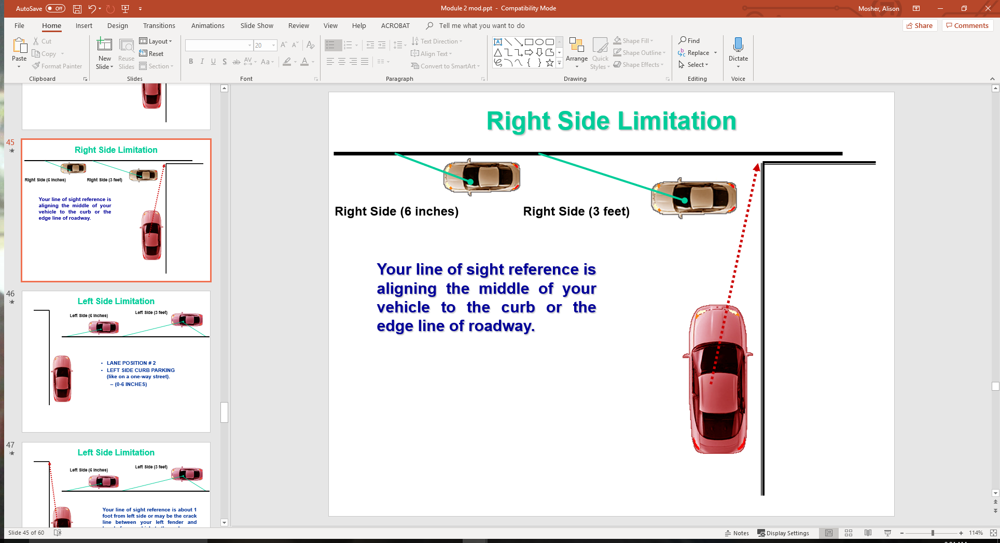 AutoSave Off
Module 2 mod.ppt - Compatibility Mode
Mosher, Alison
File Home Insert Design Transitions Animations Slide Show Review View Help ACROBAT Tell me what you want to do
Share Comments
Paste
Cut
Copy
Format Painter
Clipboard
New Slide
Reuse Slides
Layout
Reset
Section
Slides
20
B I U S ab AV Aa A
Font
Text Direction
Align Text
Convert to SmartArt
Paragraph
Arrange
Quick Styles
Shape Fill
Shape Outline
Shape Effects
Drawing
Find
Replace
Select
Editing
Dictate
Voice
45
Right Side Limitation
Right Side (6 inches)
Right Side (3 feet)
Your line of sight reference is
aligning the middle of your
vehicle to the curb or the
edge line of roadway.
46
Left Side Limitation
Left Side (6 inches)
Left Side (3 feet)
• LANE POSITION # 2
• LEFT SIDE CURB PARKING
(like on a one-way street).
– (0-6 INCHES)
47
Left Side Limitation
Left Side (6 inches)
Left Side (3 feet)
Your line of sight reference is about 1
foot from left side or may be the crack
line between your left fender and
Right Side Limitation
Right Side (6 inches)
Right Side (3 feet)
Your line of sight reference is
aligning the middle of your
vehicle to the curb or the
edge line of roadway.
Slide 45 of 60
Notes
Display Settings
114%